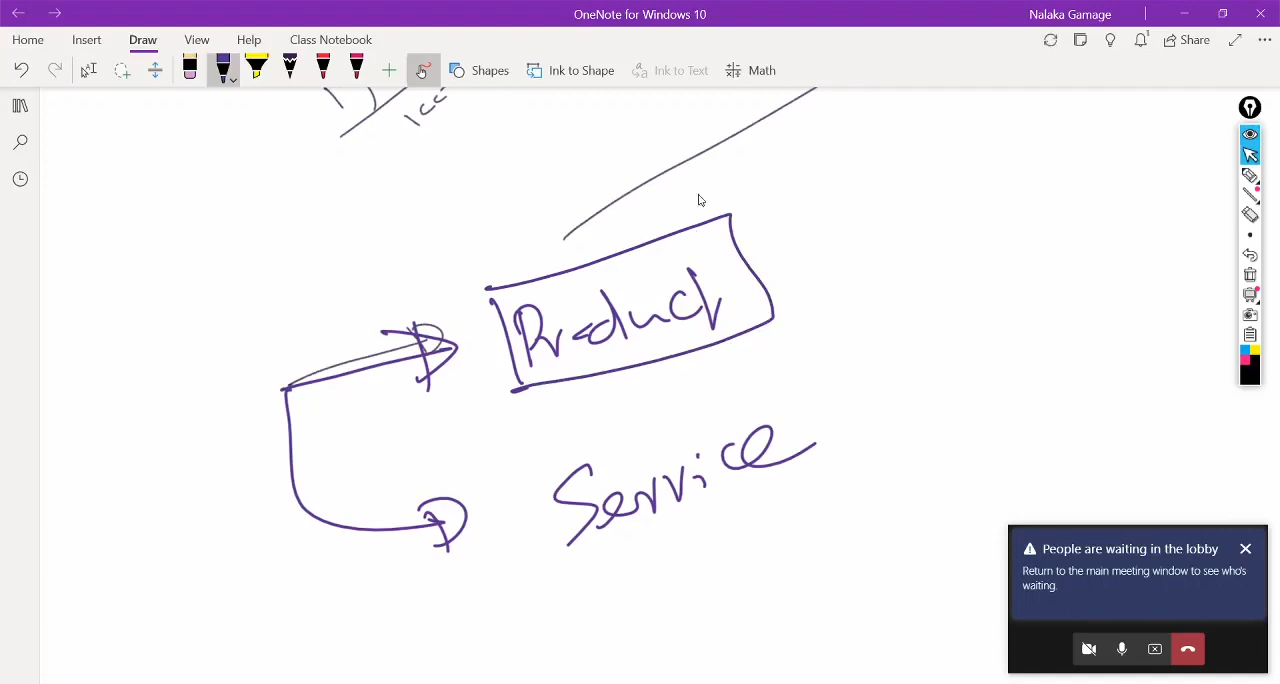 OneNote for Windows 10
Nalaka Gamage
Home Insert Draw View Help Class Notebook
Share
Shapes Ink to Shape Ink to Text Math
Product
Service
People are waiting in the lobby
Return to the main meeting window to see who's
waiting.